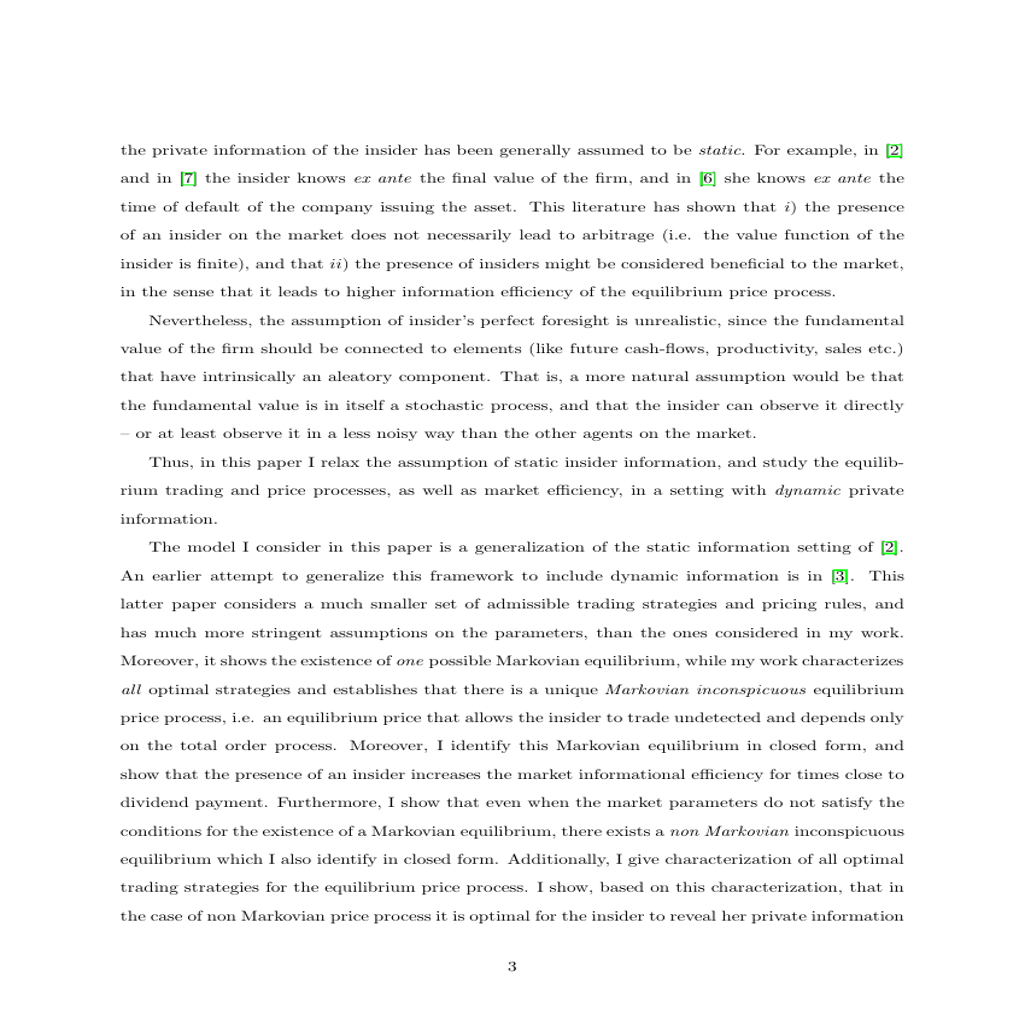 the private information of the insider has been generally assumed to be static. For example, in [2]
and in [7] the insider knows ex ante the final value of the firm, and in [6] she knows ex ante the
time of default of the company issuing the asset. This literature has shown that i) the presence
of an insider on the market does not necessarily lead to arbitrage (i.e. the value function of the
insider is finite), and that ii) the presence of insiders might be considered beneficial to the market,
in the sense that it leads to higher information efficiency of the equilibrium price process.
Nevertheless, the assumption of insider's perfect foresight is unrealistic, since the fundamental
value of the firm should be connected to elements (like future cash-flows, productivity, sales etc.)
that have intrinsically an aleatory component. That is, a more natural assumption would be that
the fundamental value is in itself a stochastic process, and that the insider can observe it directly
– or at least observe it in a less noisy way than the other agents on the market.
Thus, in this paper I relax the assumption of static insider information, and study the equilib-
rium trading and price processes, as well as market efficiency, in a setting with dynamic private
information.
The model I consider in this paper is a generalization of the static information setting of [2].
An earlier attempt to generalize this framework to include dynamic information is in [3]. This
latter paper considers a much smaller set of admissible trading strategies and pricing rules, and
has much more stringent assumptions on the parameters, than the ones considered in my work.
Moreover, it shows the existence of one possible Markovian equilibrium, while my work characterizes
all optimal strategies and establishes that there is a unique Markovian inconspicuous equilibrium
price process, i.e. an equilibrium price that allows the insider to trade undetected and depends only
on the total order process. Moreover, I identify this Markovian equilibrium in closed form, and
show that the presence of an insider increases the market informational efficiency for times close to
dividend payment. Furthermore, I show that even when the market parameters do not satisfy the
conditions for the existence of a Markovian equilibrium, there exists a non Markovian inconspicuous
equilibrium which I also identify in closed form. Additionally, I give characterization of all optimal
trading strategies for the equilibrium price process. I show, based on this characterization, that in
the case of non Markovian price process it is optimal for the insider to reveal her private information
3